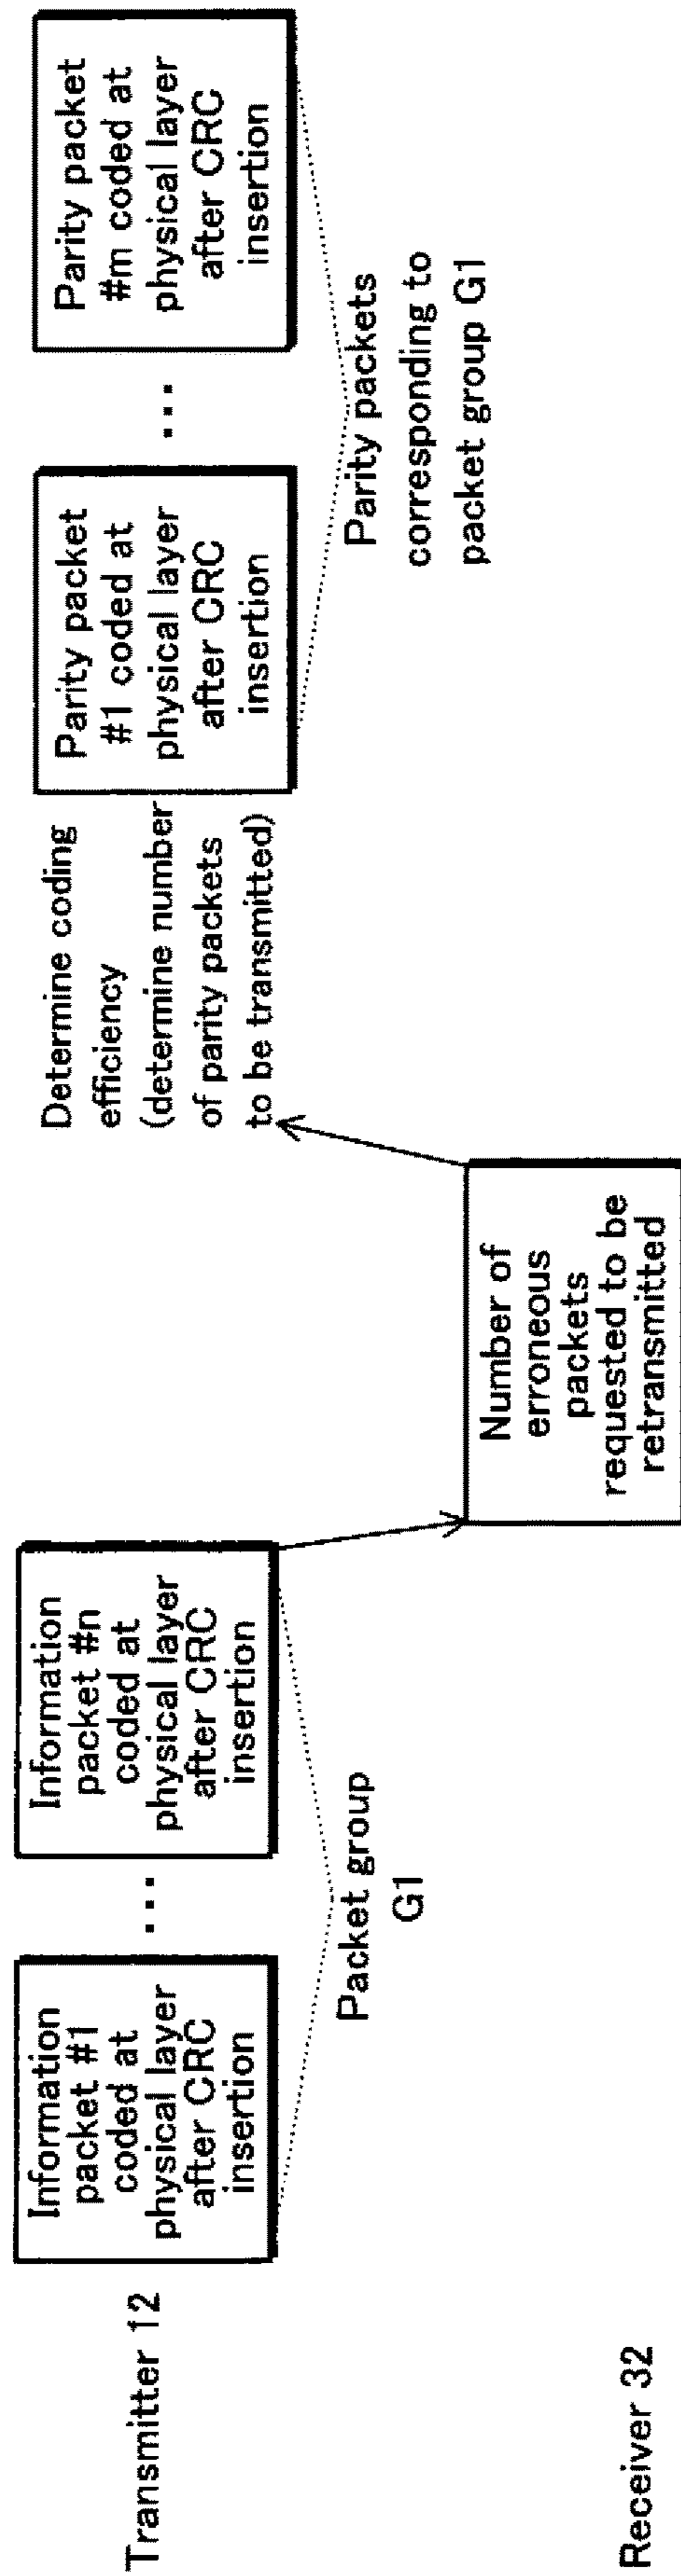 Transmitter 12
Information
packet #1
coded at
physical layer
after CRC
insertion
...
Information
packet #n
coded at
physical layer
after CRC
insertion
Packet group
G1
Determine coding
efficiency
(determine number
of parity packets
to be transmitted)
Parity packet
#1 coded at
physical layer
after CRC
insertion
...
Parity packet
#m coded at
physical layer
after CRC
insertion
Parity packets
corresponding to
packet group G1
Receiver 32
Number of
erroneous
packets
requested to be
retransmitted